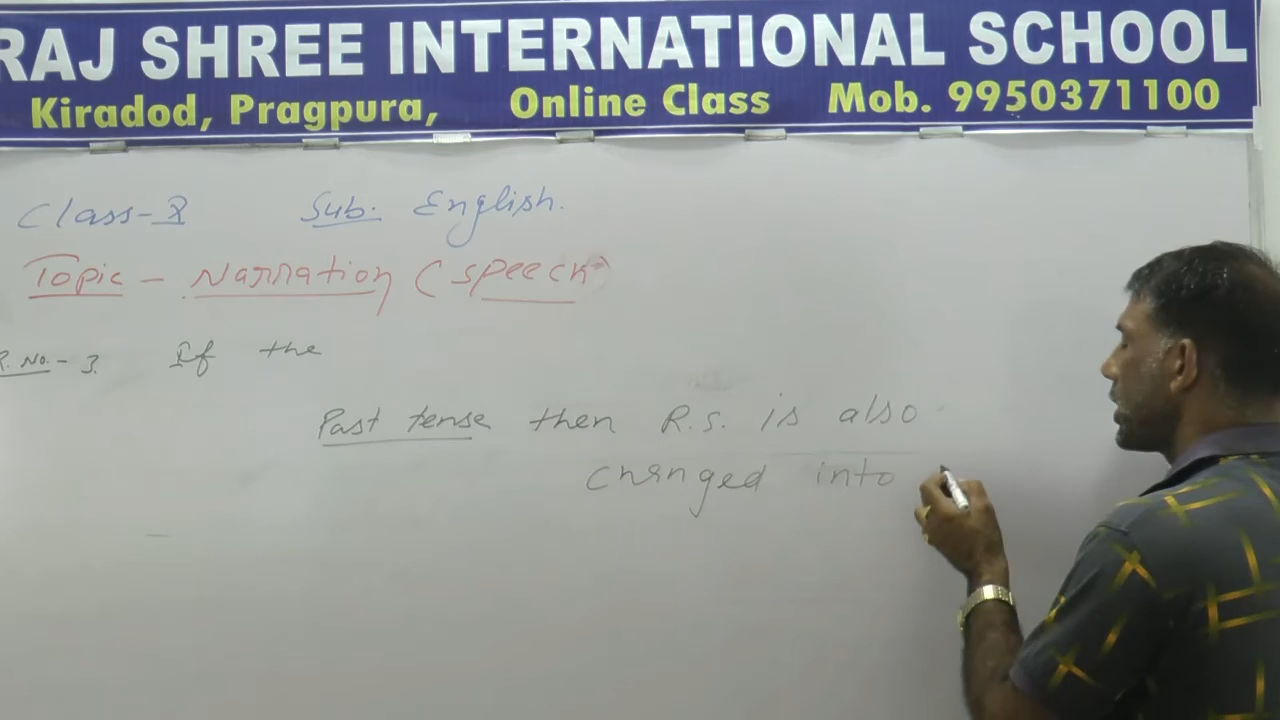 RAJ SHREE INTERNATIONAL SCHOOL
Kiradod, Pragpura, Online Class Mob. 9950371100
Class-X Sub. English.
Topic - Narration (speech)
R. No.- 3. If the
Past tense then R.S. is also
changed into